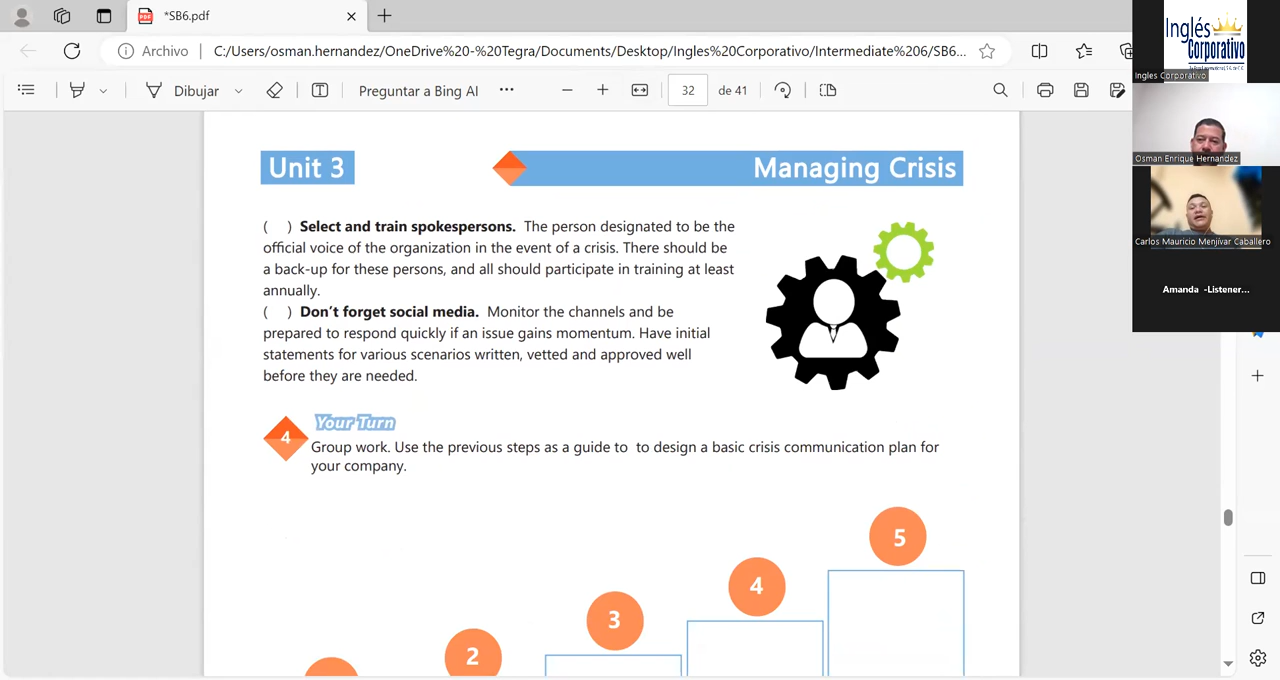 *SB6.pdf
Archivo
C:/Users/osman.hernandez/OneDrive%20-%20Tegra/Documents/Desktop/Ingles%20Corporativo/Intermediate%206/SB6...
Dibujar
Preguntar a Bing AI
32
de 41
Inglés
Corporativo
Ingles Corporativo
Osman Enrique Hernandez
Carlos Mauricio Menjívar Caballero
Amanda -Listener...
Unit 3
Managing Crisis
( ) Select and train spokespersons. The person designated to be the
official voice of the organization in the event of a crisis. There should be
a back-up for these persons, and all should participate in training at least
annually.
( ) Don't forget social media. Monitor the channels and be
prepared to respond quickly if an issue gains momentum. Have initial
statements for various scenarios written, vetted and approved well
before they are needed.
4
Your Turn
Group work. Use the previous steps as a guide to to design a basic crisis communication plan for
your company.
5
4
3
2